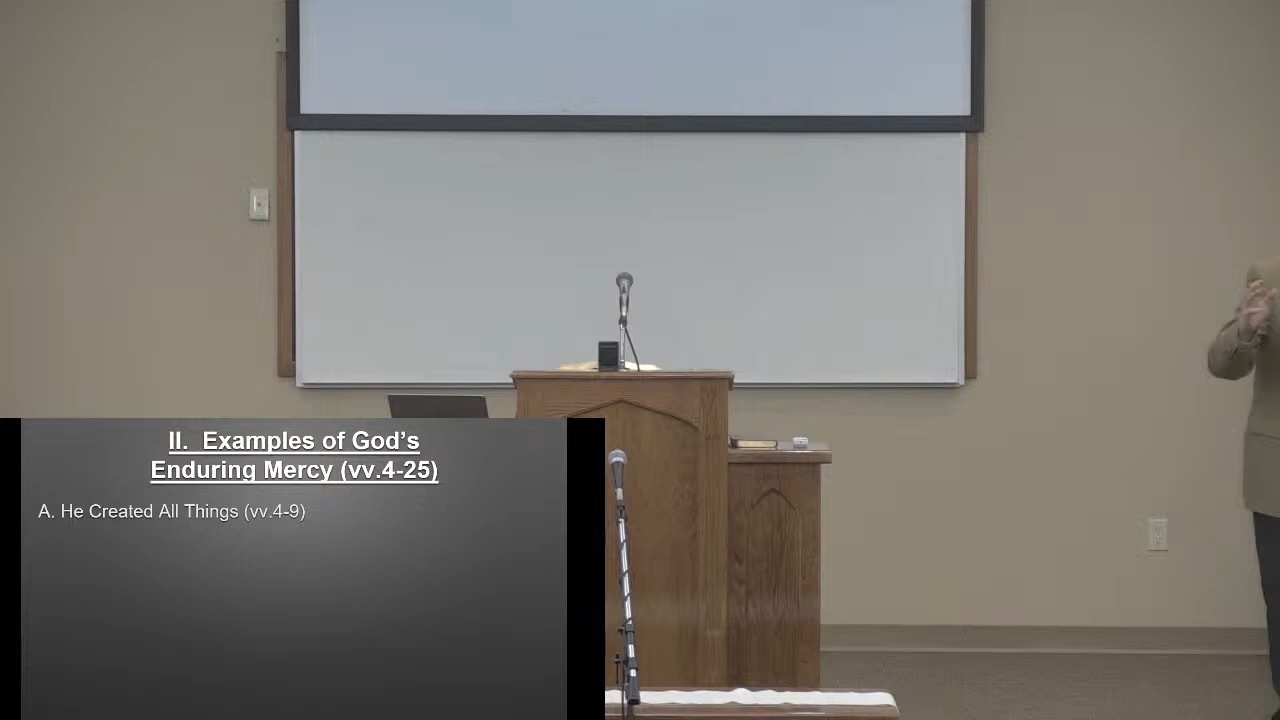 II.  Examples of God’s
Enduring Mercy (vv.4-25)
A. He Created All Things (vv.4-9)